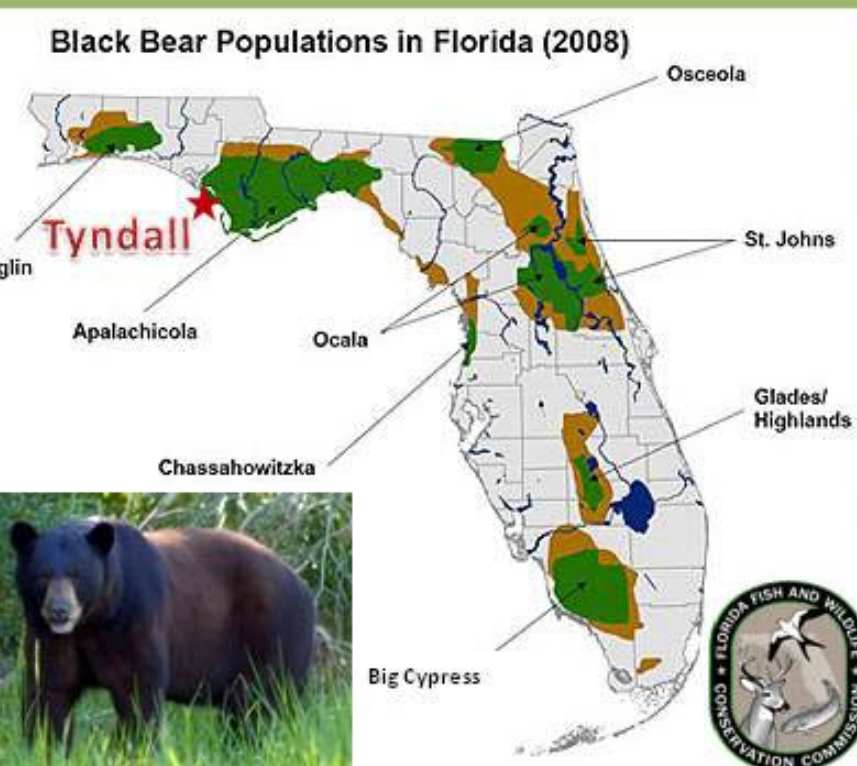 Black Bear Populations in Florida (2008)
Osceola
Tyndall
glin
St. Johns
Apalachicola
Ocala
Glades/
Highlands
Chassahowitzka
Big Cypress
FLORIDA FISH AND WILDLIFE
CONSERVATION COMMISSION